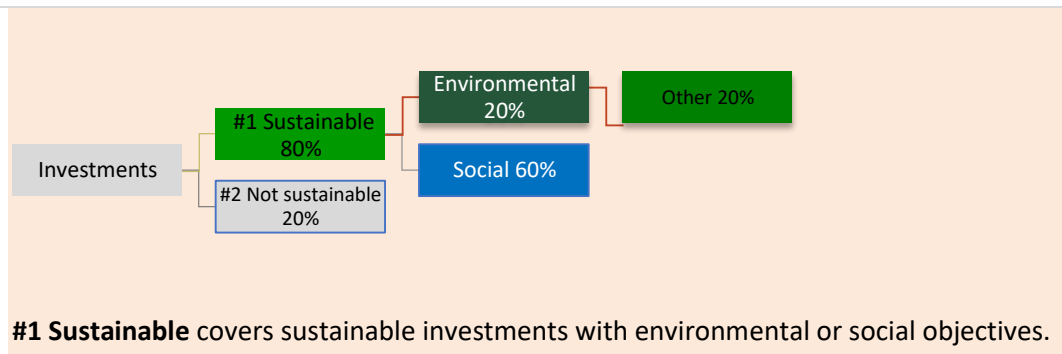 Investments
#1 Sustainable
80%
#2 Not sustainable
20%
Environmental
20%
Social 60%
Other 20%
#1 Sustainable covers sustainable investments with environmental or social objectives.